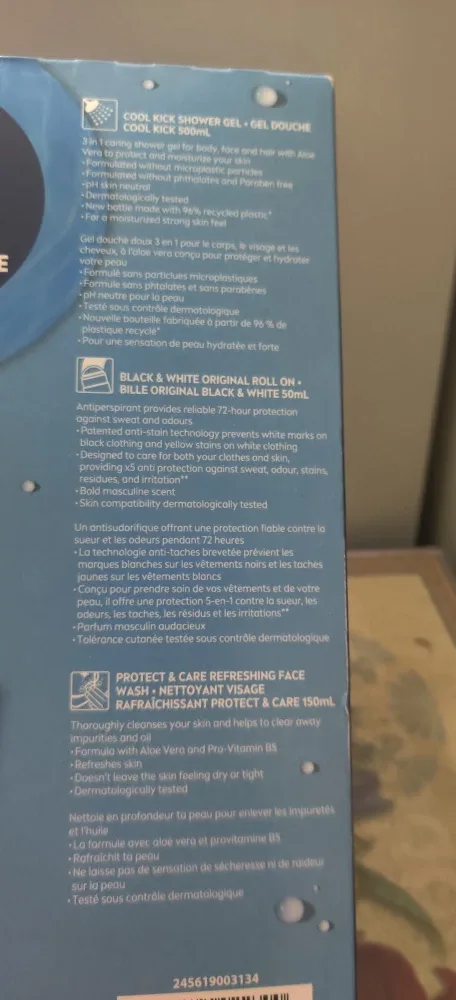 E
COOL KICK SHOWER GEL • GEL DOUCHE
COOL KICK 500mL
3 in 1 caring shower gel for body, face and hair with Aloe
Vera to protect and moisturize your skin
•Formulated without microplastic particles
•Formulated without phthalates and Paraben free
•pH skin neutral
•Dermatologically tested
•New bottle made with 96% recycled plastic*
•For a moisturized strong skin feel
Gel douche doux 3 en 1 pour le corps, le visage et les
cheveux, à l'aloe vera conçu pour protéger et hydrater
votre peau
•Formulé sans particlues microplastiques
•Formule sans phtalates et sans parabènes
•pH neutre pour la peau
•Testé sous contrôle dermatologique
•Nouvelle bouteille fabriquée à partir de 96 % de
plastique recyclé*
•Pour une sensation de peau hydratée et forte
BLACK & WHITE ORIGINAL ROLL ON •
BILLE ORIGINAL BLACK & WHITE 50mL
Antiperspirant provides reliable 72-hour protection
against sweat and odours
•Patented anti-stain technology prevents white marks on
black clothing and yellow stains on white clothing
•Designed to care for both your clothes and skin,
providing x5 anti protection against sweat, odour, stains,
residues, and irritation**
•Bold masculine scent
•Skin compatibility dermatologically tested
Un antisudorifique offrant une protection fiable contre la
sueur et les odeurs pendant 72 heures
•La technologie anti-taches brevetée prévient les
marques blanches sur les vêtements noirs et les taches
jaunes sur les vêtements blancs
•Conçu pour prendre soin de vos vêtements et de votre
peau, il offre une protection 5-en-1 contre la sueur, les
odeurs, les taches, les résidus et les irritations**
•Parfum masculin audacieux
•Tolérance cutanée testée sous contrôle dermatologique
PROTECT & CARE REFRESHING FACE
WASH • NETTOYANT VISAGE
RAFRAÎCHISSANT PROTECT & CARE 150mL
Thoroughly cleanses your skin and helps to clear away
impurities and oil
•Formula with Aloe Vera and Pro-Vitamin B5
•Refreshes skin
•Doesn't leave the skin feeling dry or tight
•Dermatologically tested
Nettoie en profondeur ta peau pour enlever les impuretés
et l'huile
•La formule avec aloe vera et provitamine B5
•Rafraîchit ta peau
•Ne laisse pas de sensation de sécheresse ni de raideur
sur la peau
•Testé sous contrôle dermatologique
245619003134